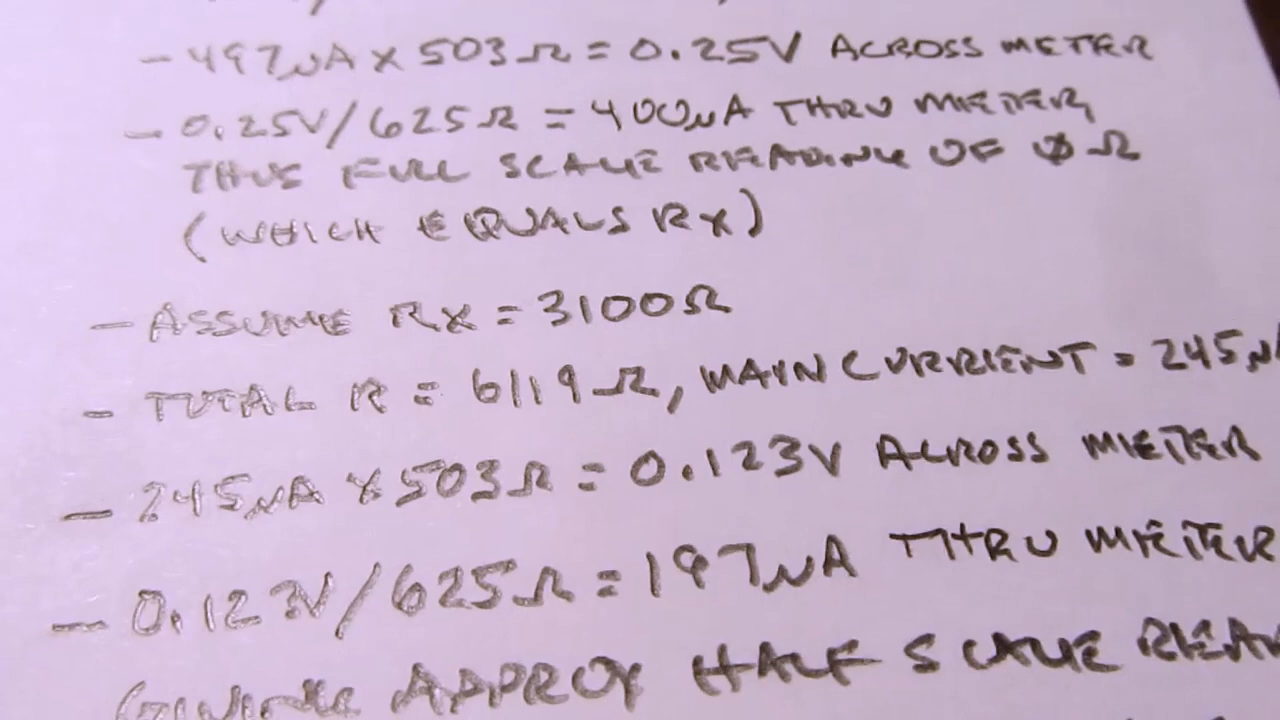 - 497µA X 503Ω = 0.25V ACROSS METER
- 0.25V/625Ω = 400µA THRU METER,
THUS FULL SCALE READING OF ØΩ
(WHICH EQUALS RX)
- ASSUME RX = 3100Ω
- TOTAL R = 6119Ω, MAIN CURRENT = 245µ
- 245µA X 503Ω = 0.123V ACROSS METER
- 0.123V/625Ω = 197µA THRU METER
GIVING APPROX HALF SCALE REA